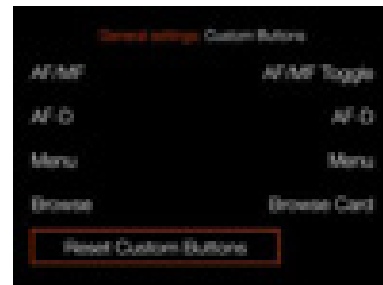 General settings: Custom Buttons
AF/MF AF/MF Toggle
AF-D AF-D
Menu Menu
Browse Browse Card
Reset Custom Buttons